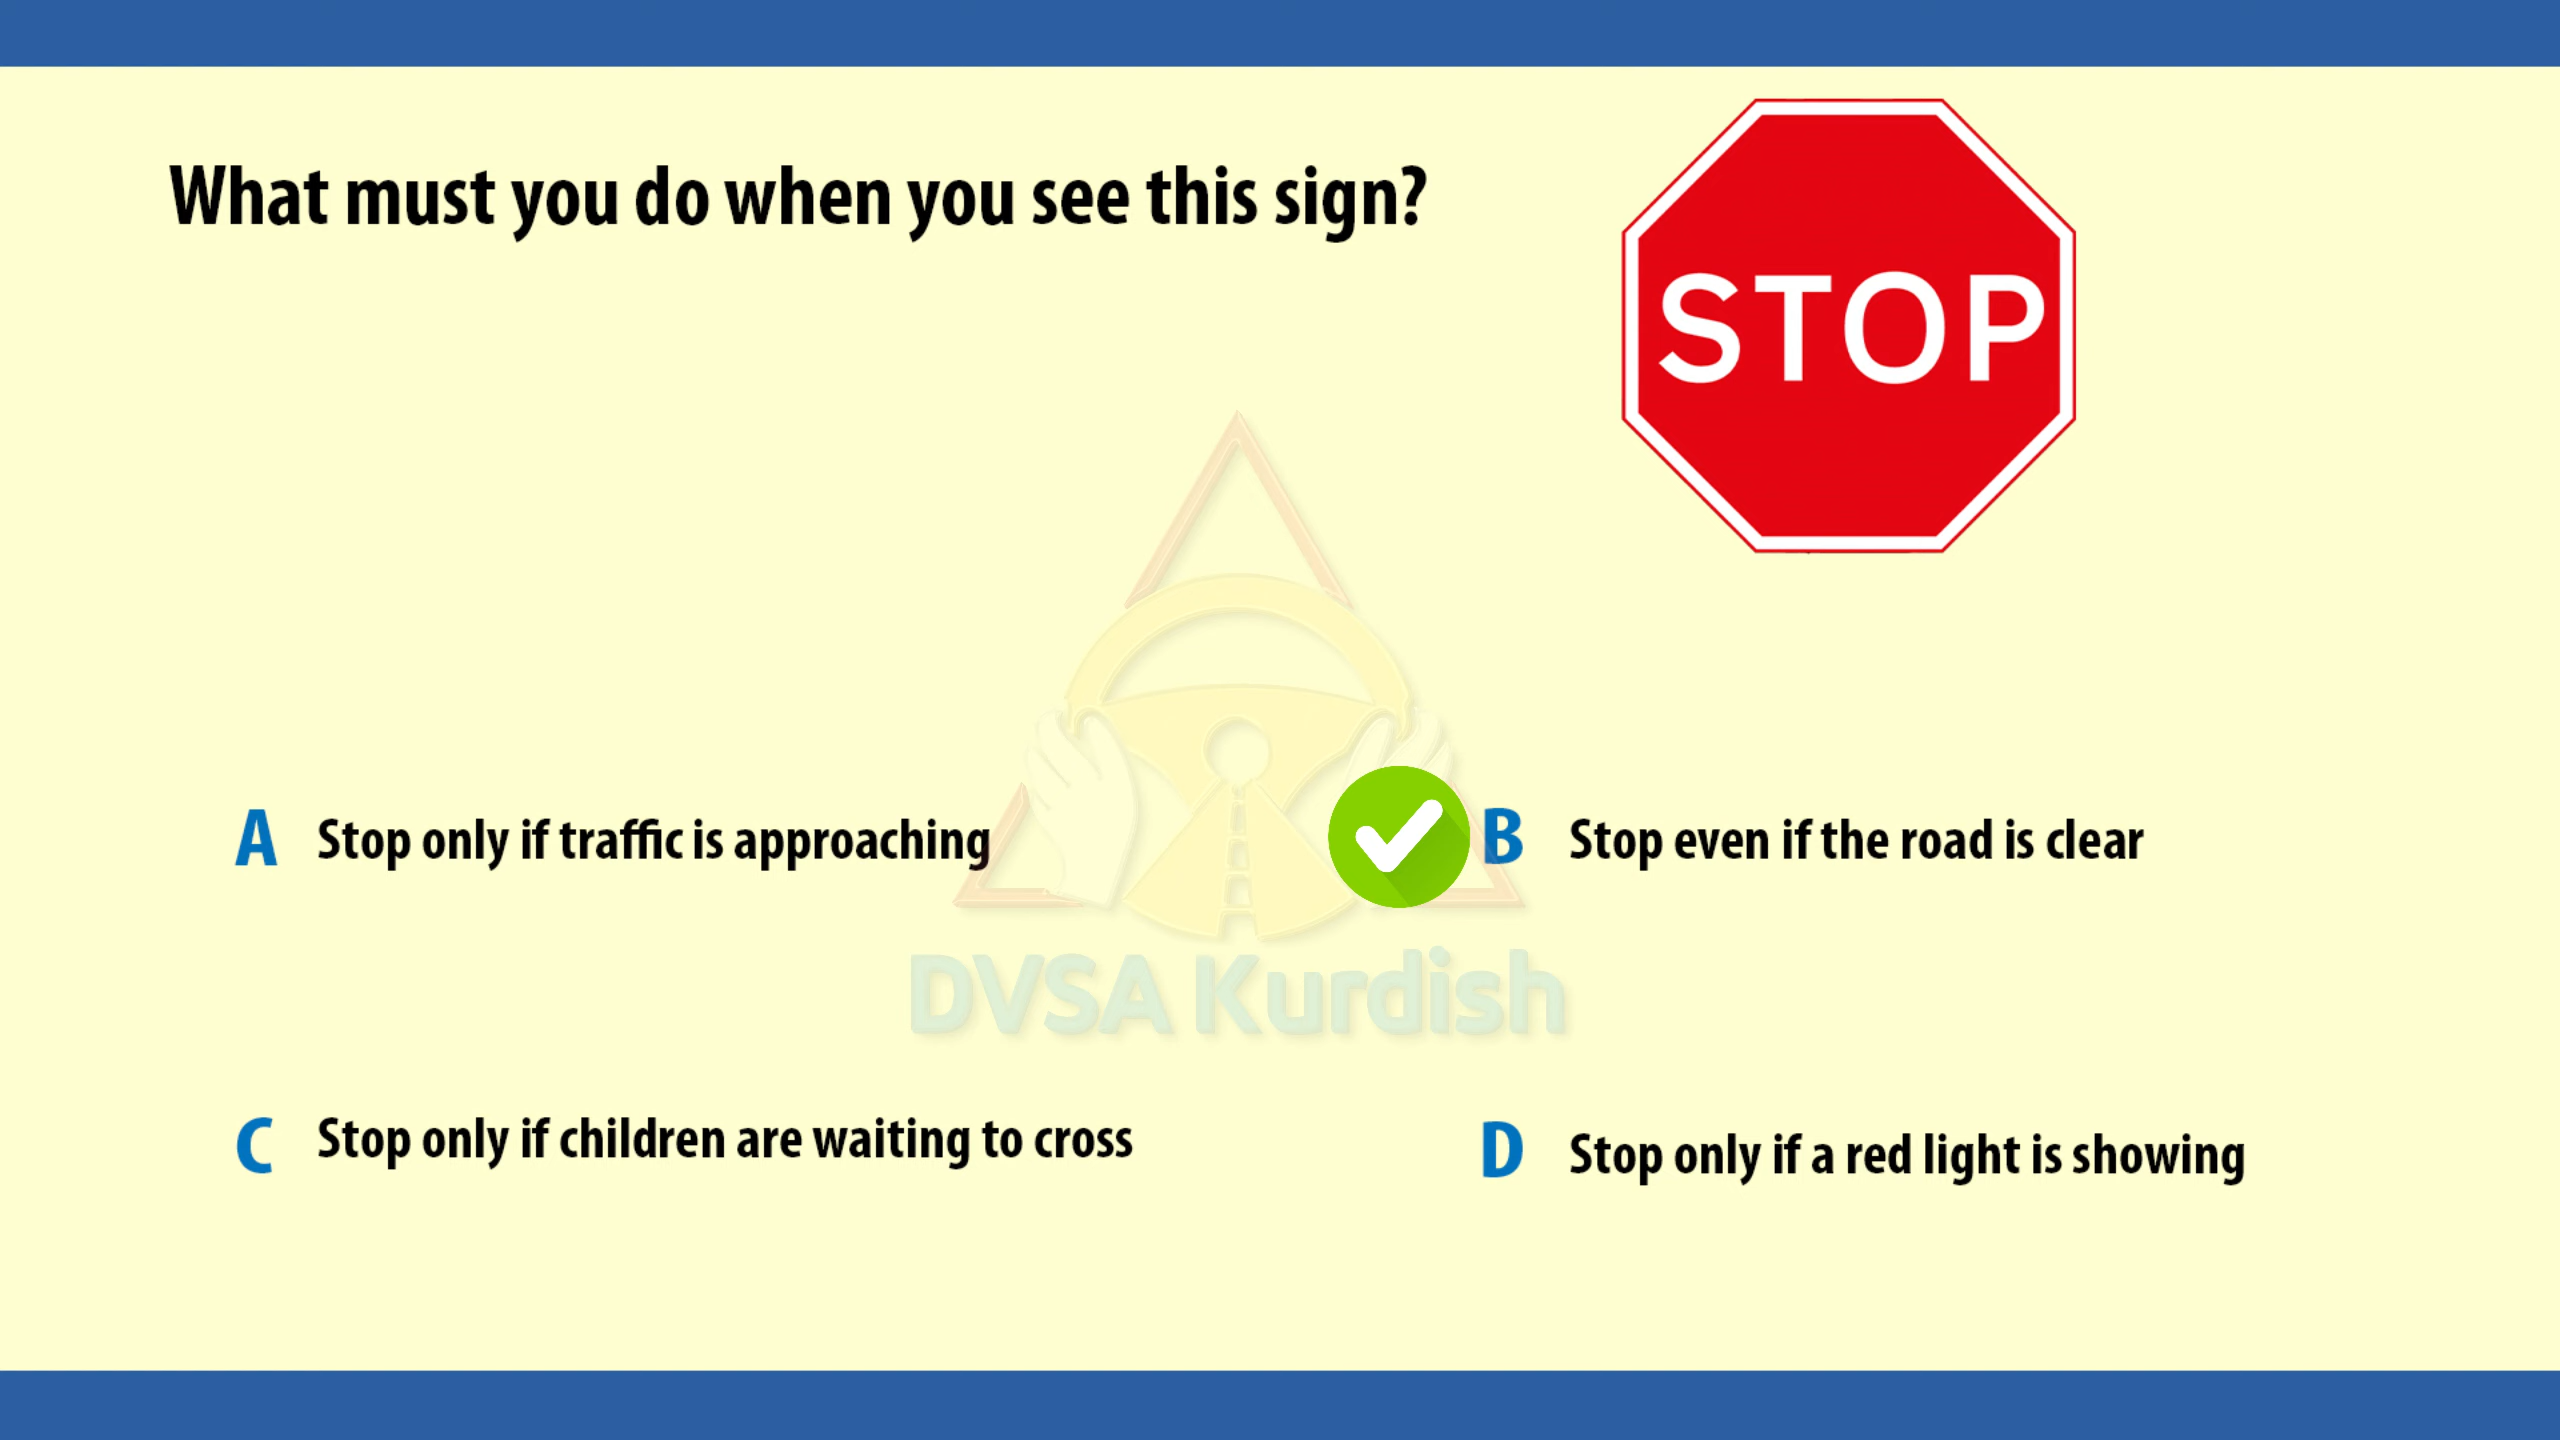 What must you do when you see this sign?
STOP
A Stop only if traffic is approaching
B Stop even if the road is clear
DVSA Kurdish
C Stop only if children are waiting to cross
D Stop only if a red light is showing